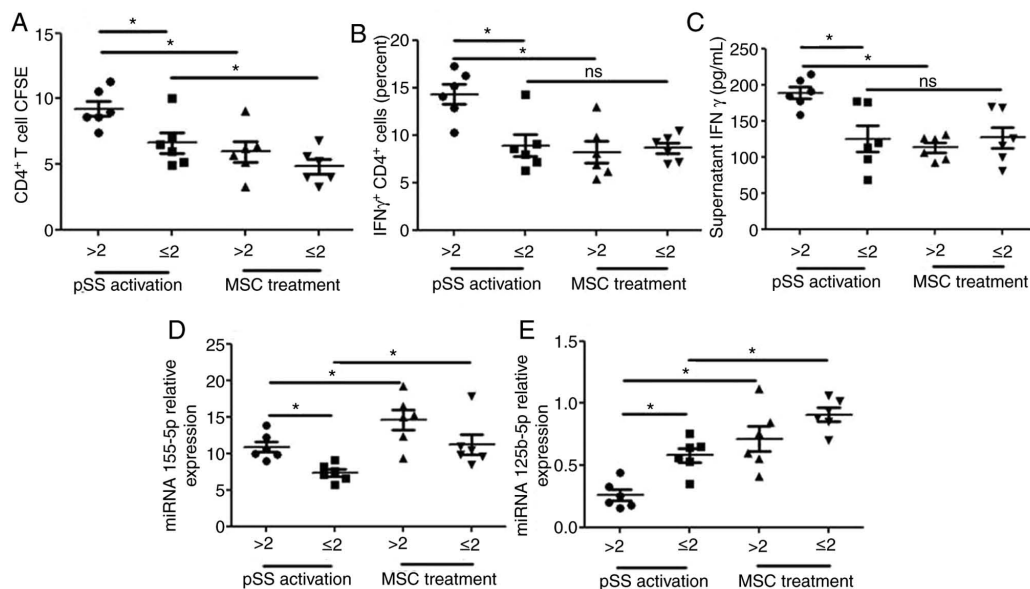 A
CD4+ T cell CFSE
15
10
5
0
*
*
*
>2
≤2
>2
≤2
pSS activation
MSC treatment
B
IFNγ+ CD4+ cells (percent)
20
15
10
5
0
*
*
ns
>2
≤2
>2
≤2
pSS activation
MSC treatment
C
Supernatant IFN γ (pg/mL)
250
200
150
100
50
0
*
*
ns
>2
≤2
>2
≤2
pSS activation
MSC treatment
D
miRNA 155-5p relative
expression
25
20
15
10
5
0
*
*
*
>2
≤2
>2
≤2
pSS activation
MSC treatment
E
miRNA 125b-5p relative
expression
1.5
1.0
0.5
0.0
*
*
*
>2
≤2
>2
≤2
pSS activation
MSC treatment